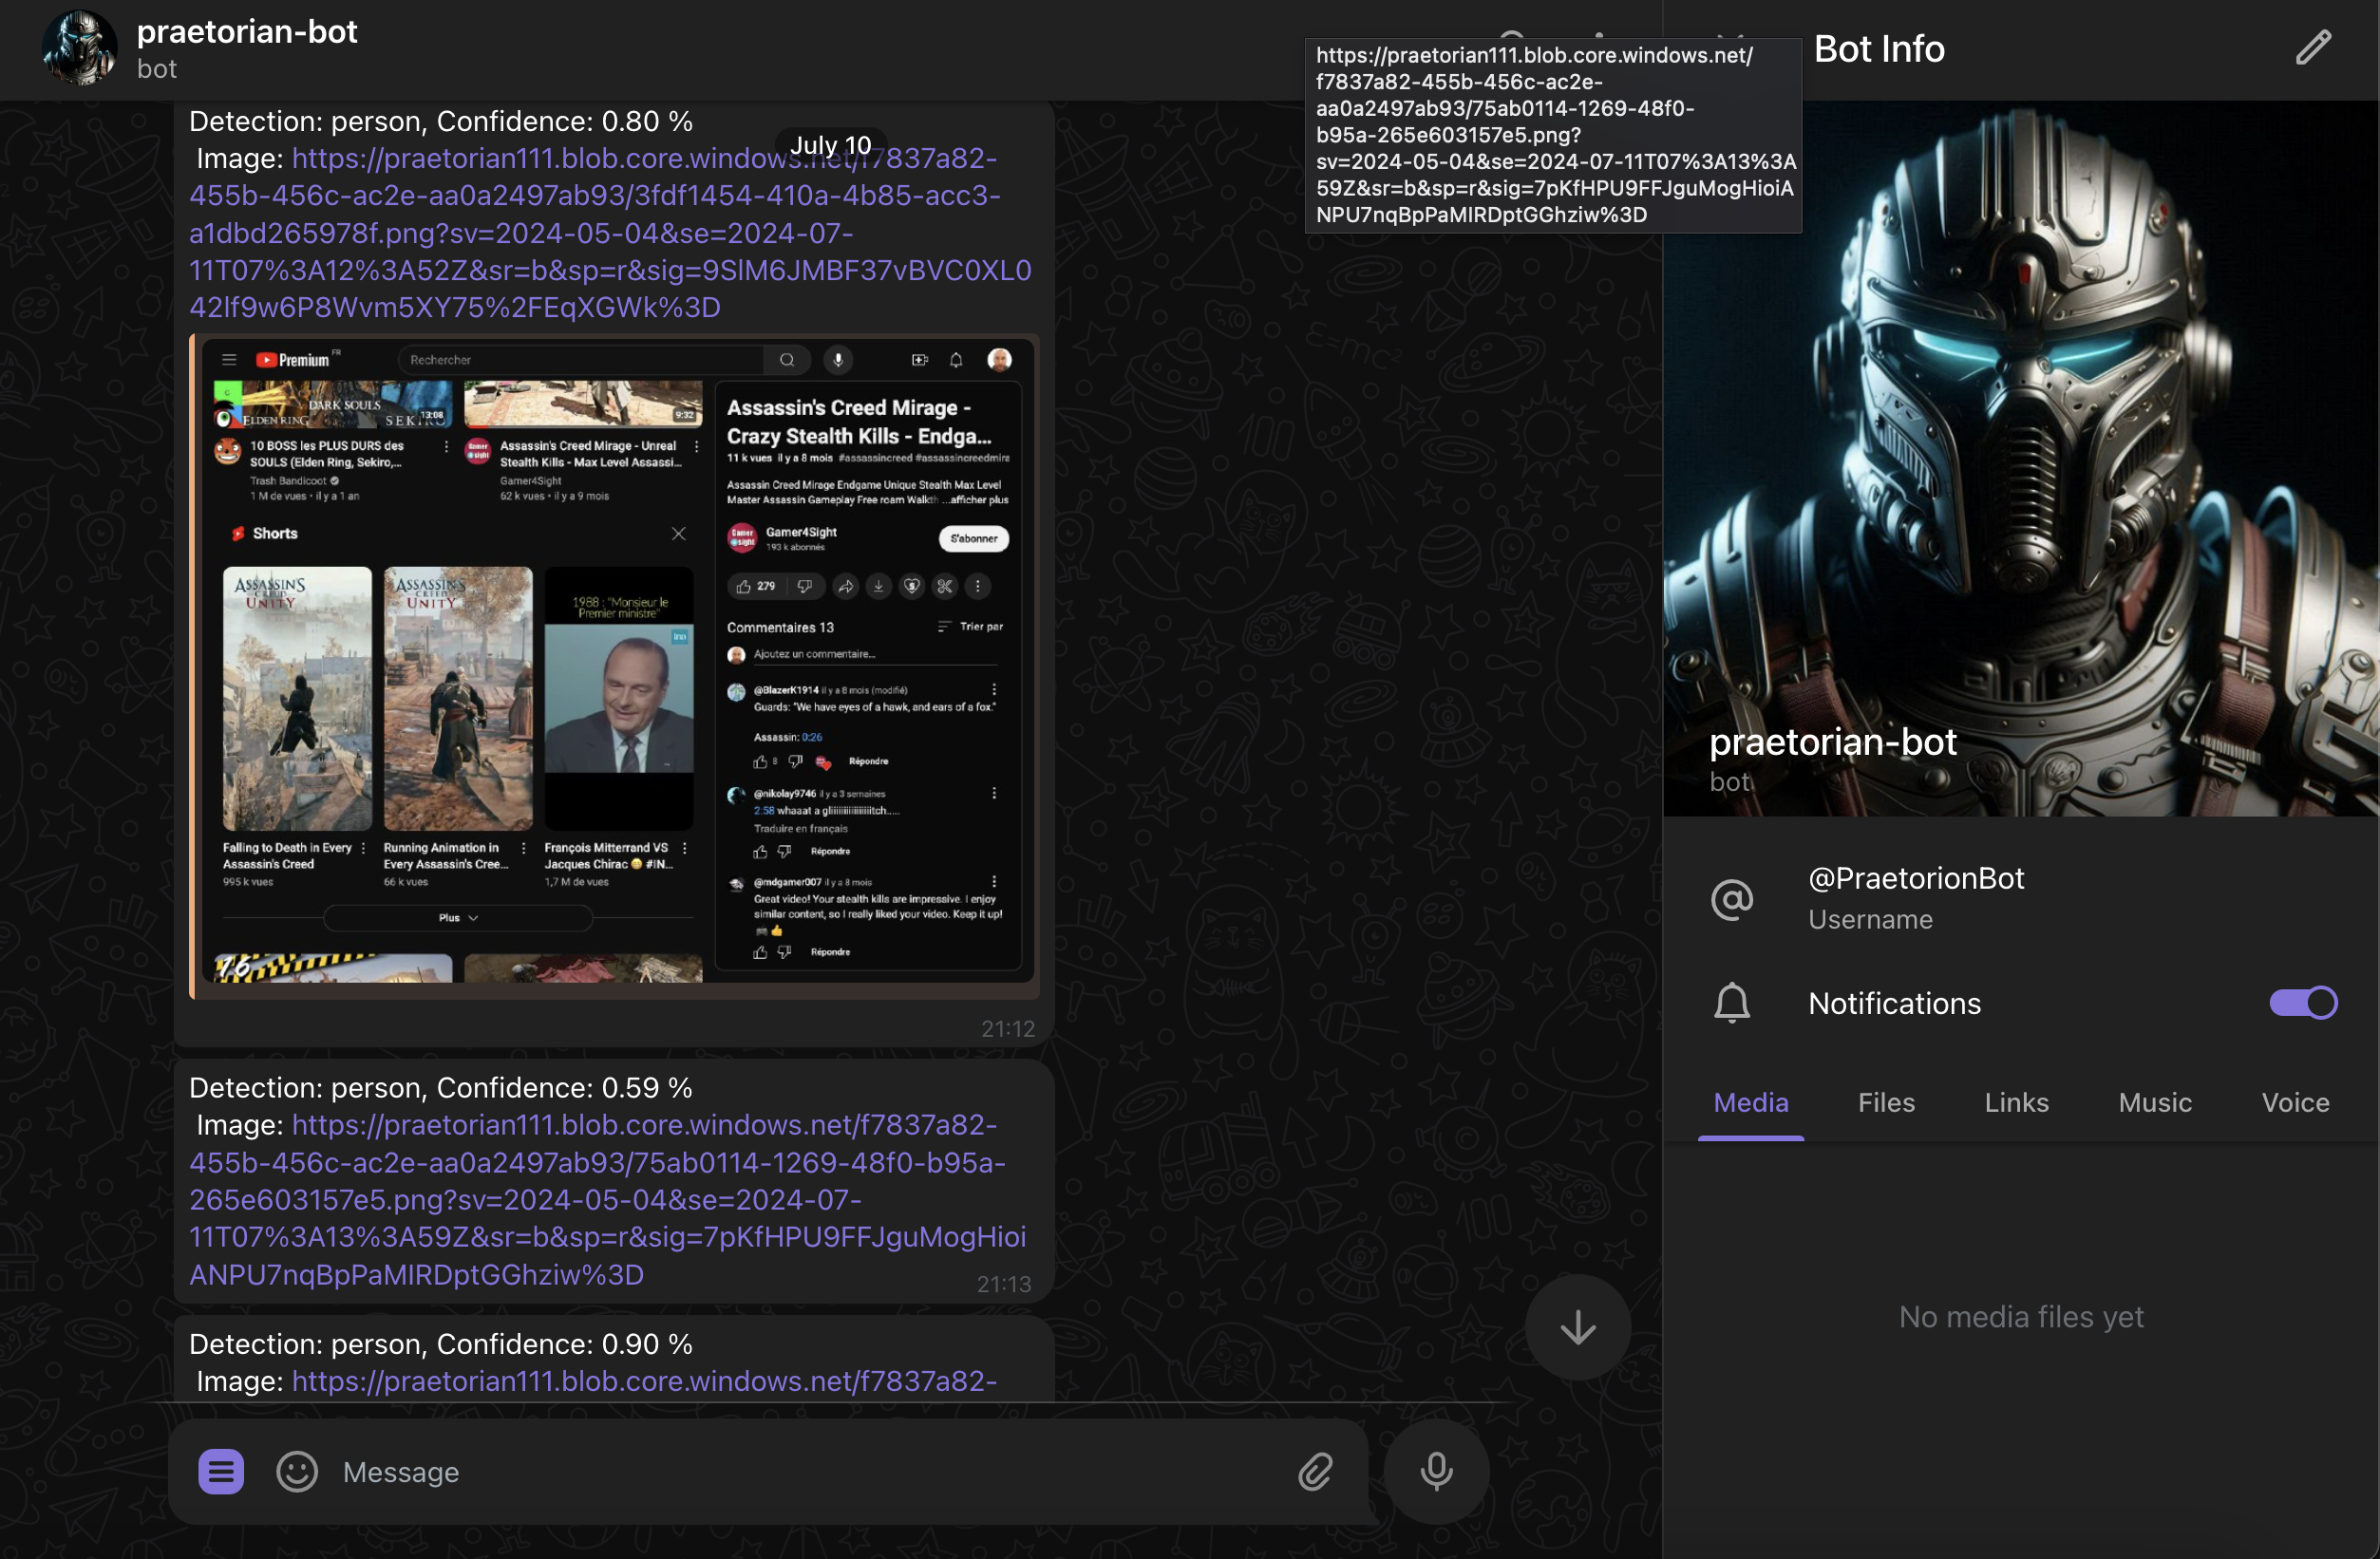 praetorian-bot
bot
Detection: person, Confidence: 0.80 %
July 10
Image: https://praetorian111.blob.core.windows.net/f7837a82-
455b-456c-ac2e-aa0a2497ab93/3fdf1454-410a-4b85-acc3-
a1dbd265978f.png?sv=2024-05-04&se=2024-07-
11T07%3A12%3A52Z&sr=b&sp=r&sig=9SlM6JMBF37vBVC0XL0
42lf9w6P8Wvm5XY75%2FEqXGWk%3D
Premium FR
Rechercher
DARK SOULS
ELDEN RING
SEKIRO
13:08
9:32
10 BOSS les PLUS DURS des
SOULS (Elden Ring, Sekiro,...
Trash Bandicoot
1 M de vues • il y a 1 an
Gamer
4sight
Assassin's Creed Mirage - Unreal
Stealth Kills - Max Level Assassi...
Gamer4Sight
62 k vues • il y a 9 mois
Shorts
ASSASSIN'S
CREED
UNITY
ASSASSIN'S
CREED
UNITY
1988 : "Monsieur le
Premier ministre"
ina
Falling to Death in Every
Assassin's Creed
995 k vues
Running Animation in
Every Assassin's Cree...
66 k vues
François Mitterrand VS
Jacques Chirac 😄 #IN...
1,7 M de vues
Plus
16
Assassin's Creed Mirage -
Crazy Stealth Kills - Endga...
11 k vues il y a 8 mois #assassincreed #assassincreedmira
Assassin Creed Mirage Endgame Unique Stealth Max Level
Master Assassin Gameplay Free roam Walkth ...afficher plus
Gamer
4sight
Gamer4Sight
193 k abonnés
S'abonner
279
Commentaires 13
Trier par
Ajoutez un commentaire...
@BlazerK1914 il y a 8 mois (modifié)
Guards: "We have eyes of a hawk, and ears of a fox."
Assassin: 0:26
8
Répondre
@nikolay9746 il y a 3 semaines
2:58 whaaat a gliiiiiiiiiiiiiiitch.....
Traduire en français
Répondre
@mdgamer007 il y a 8 mois
Great video! Your stealth kills are impressive. I enjoy
similar content, so I really liked your video. Keep it up!
🎮👍
Répondre
21:12
Detection: person, Confidence: 0.59 %
Image: https://praetorian111.blob.core.windows.net/f7837a82-
455b-456c-ac2e-aa0a2497ab93/75ab0114-1269-48f0-b95a-
265e603157e5.png?sv=2024-05-04&se=2024-07-
11T07%3A13%3A59Z&sr=b&sp=r&sig=7pKfHPU9FFJguMogHioi
ANPU7nqBpPaMIRDptGGhziw%3D
21:13
Detection: person, Confidence: 0.90 %
Image: https://praetorian111.blob.core.windows.net/f7837a82-
Message
https://praetorian111.blob.core.windows.net/
f7837a82-455b-456c-ac2e-
aa0a2497ab93/75ab0114-1269-48f0-
b95a-265e603157e5.png?
sv=2024-05-04&se=2024-07-11T07%3A13%3A
59Z&sr=b&sp=r&sig=7pKfHPU9FFJguMogHioiA
NPU7nqBpPaMIRDptGGhziw%3D
Bot Info
praetorian-bot
bot
@PraetorionBot
Username
Notifications
Media
Files
Links
Music
Voice
No media files yet